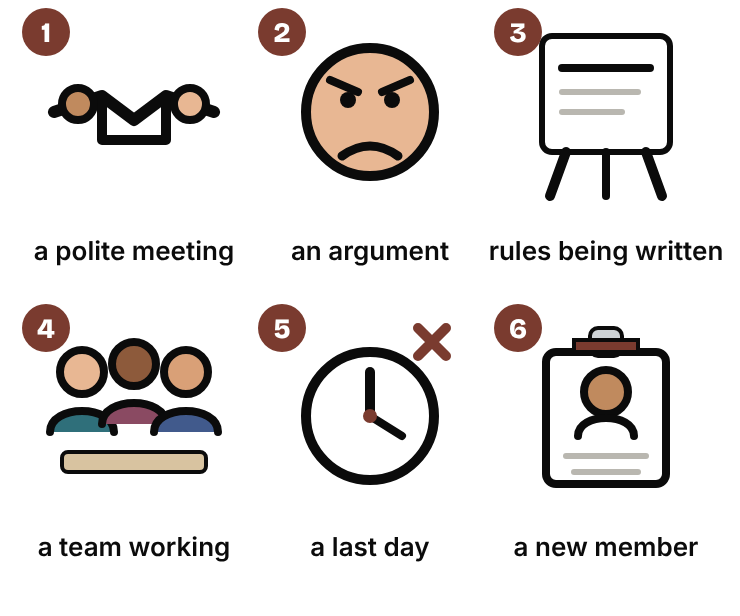 1
2
3
a polite meeting
an argument
rules being written
4
5
6
a team working
a last day
a new member